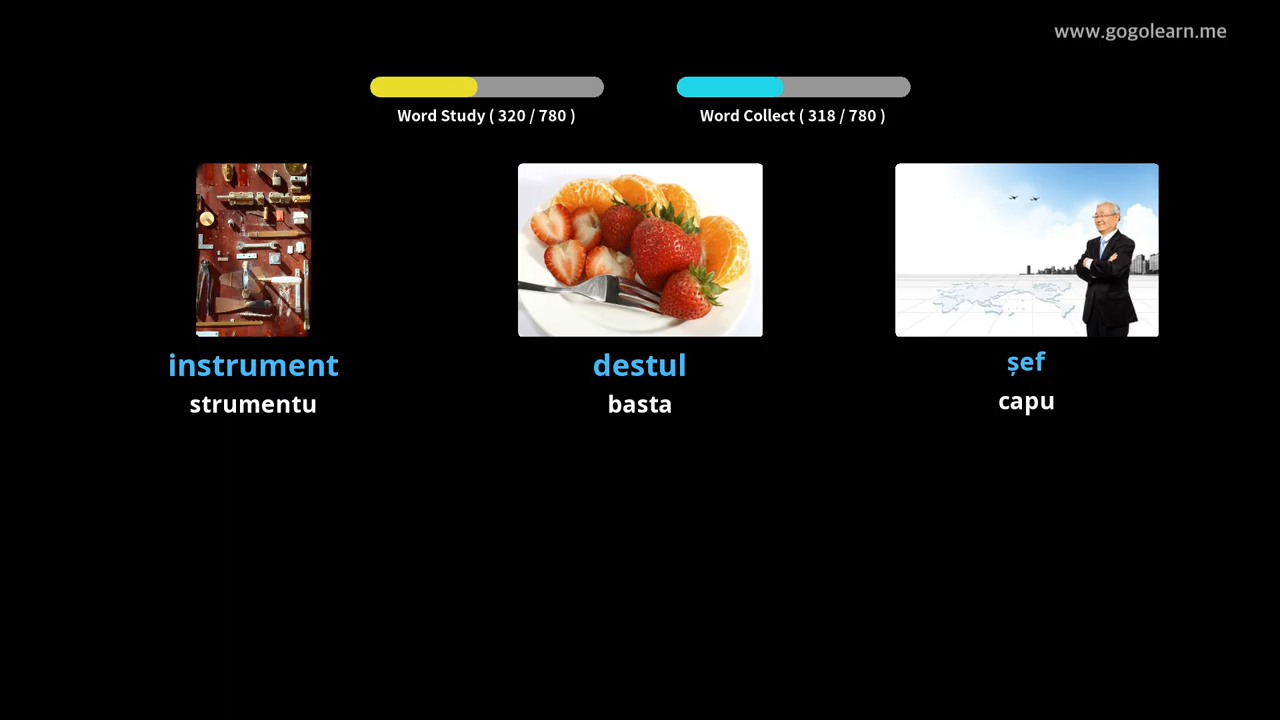 www.gogolearn.me
Word Study ( 320 / 780 )
Word Collect ( 318 / 780 )
instrument
strumentu
destul
basta
șef
capu